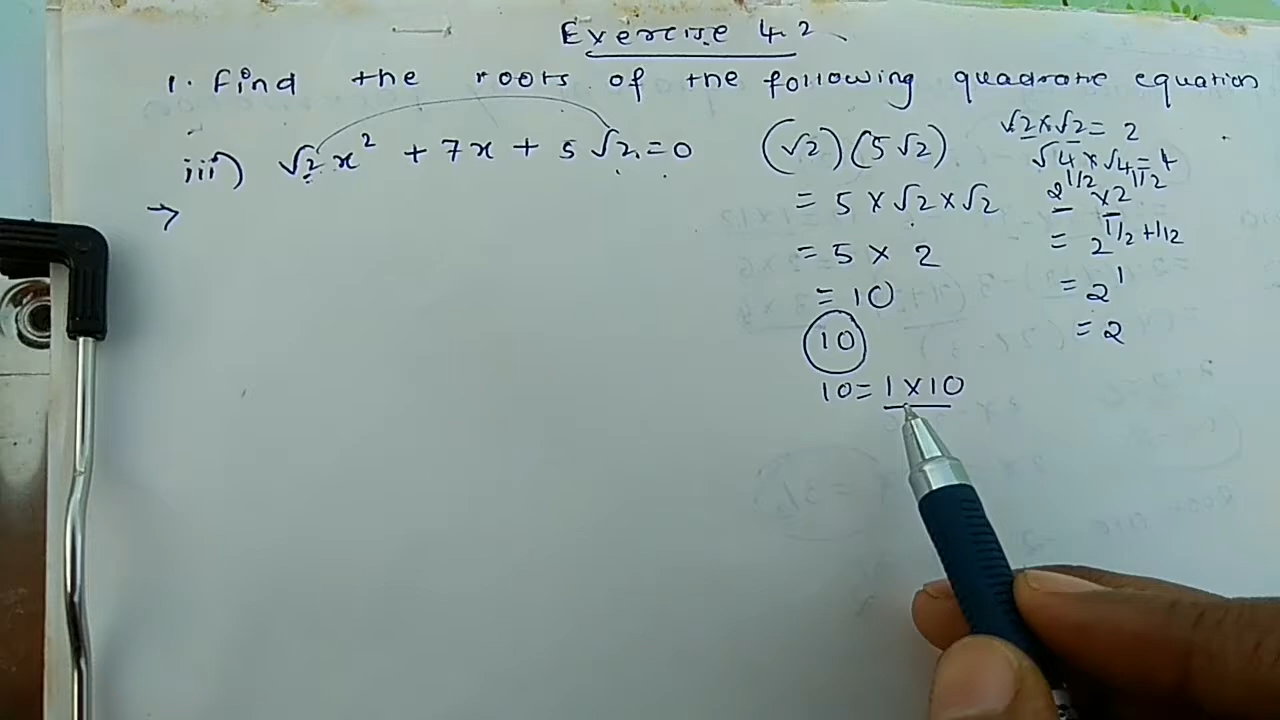 Exercise 4.2
1. Find the roots of the following quadratic equation
iii) √2 x² + 7x + 5√2 = 0
→
(√2)(5√2)
= 5 × √2 × √2
= 5 × 2
= 10
10
10 = 1 × 10
√2 × √2 = 2
√4 × √4 = 4
2^1/2 × 2^1/2
= 2^1/2 + 1/2
= 2^1
= 2